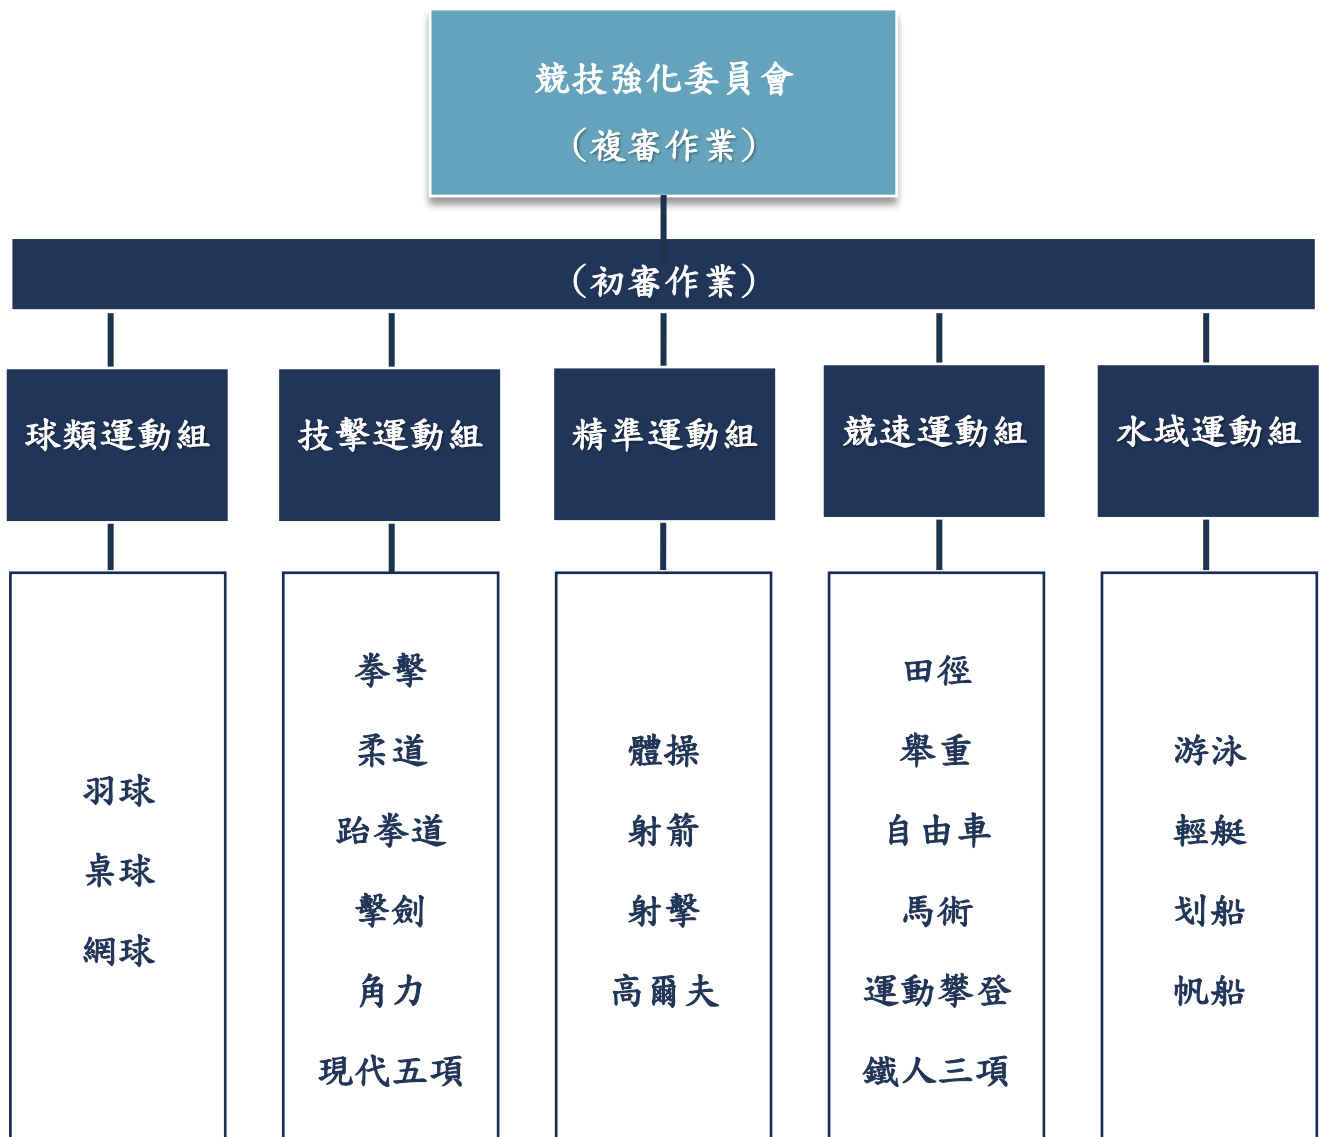 競技強化委員會
(複審作業)
(初審作業)
球類運動組
技擊運動組
精準運動組
競速運動組
水域運動組
羽球
桌球
網球
拳擊
柔道
跆拳道
擊劍
角力
現代五項
體操
射箭
射擊
高爾夫
田徑
舉重
自由車
馬術
運動攀登
鐵人三項
游泳
輕艇
划船
帆船